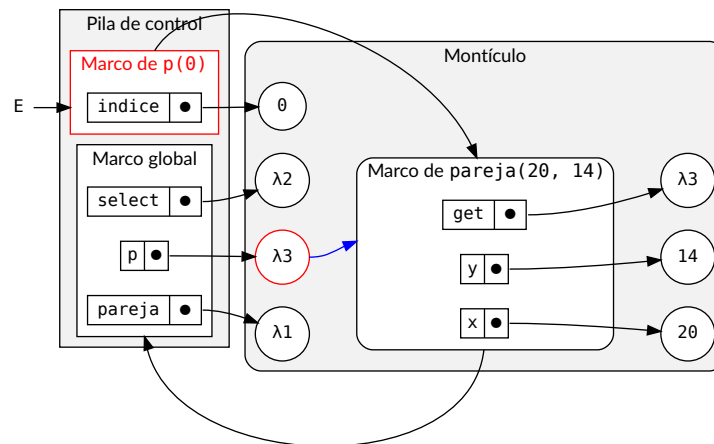 Pila de control
Marco de p(0)
E
indice
0
Marco global
select
λ2
p
λ3
pareja
λ1
Montículo
Marco de pareja(20, 14)
get
λ3
y
14
x
20